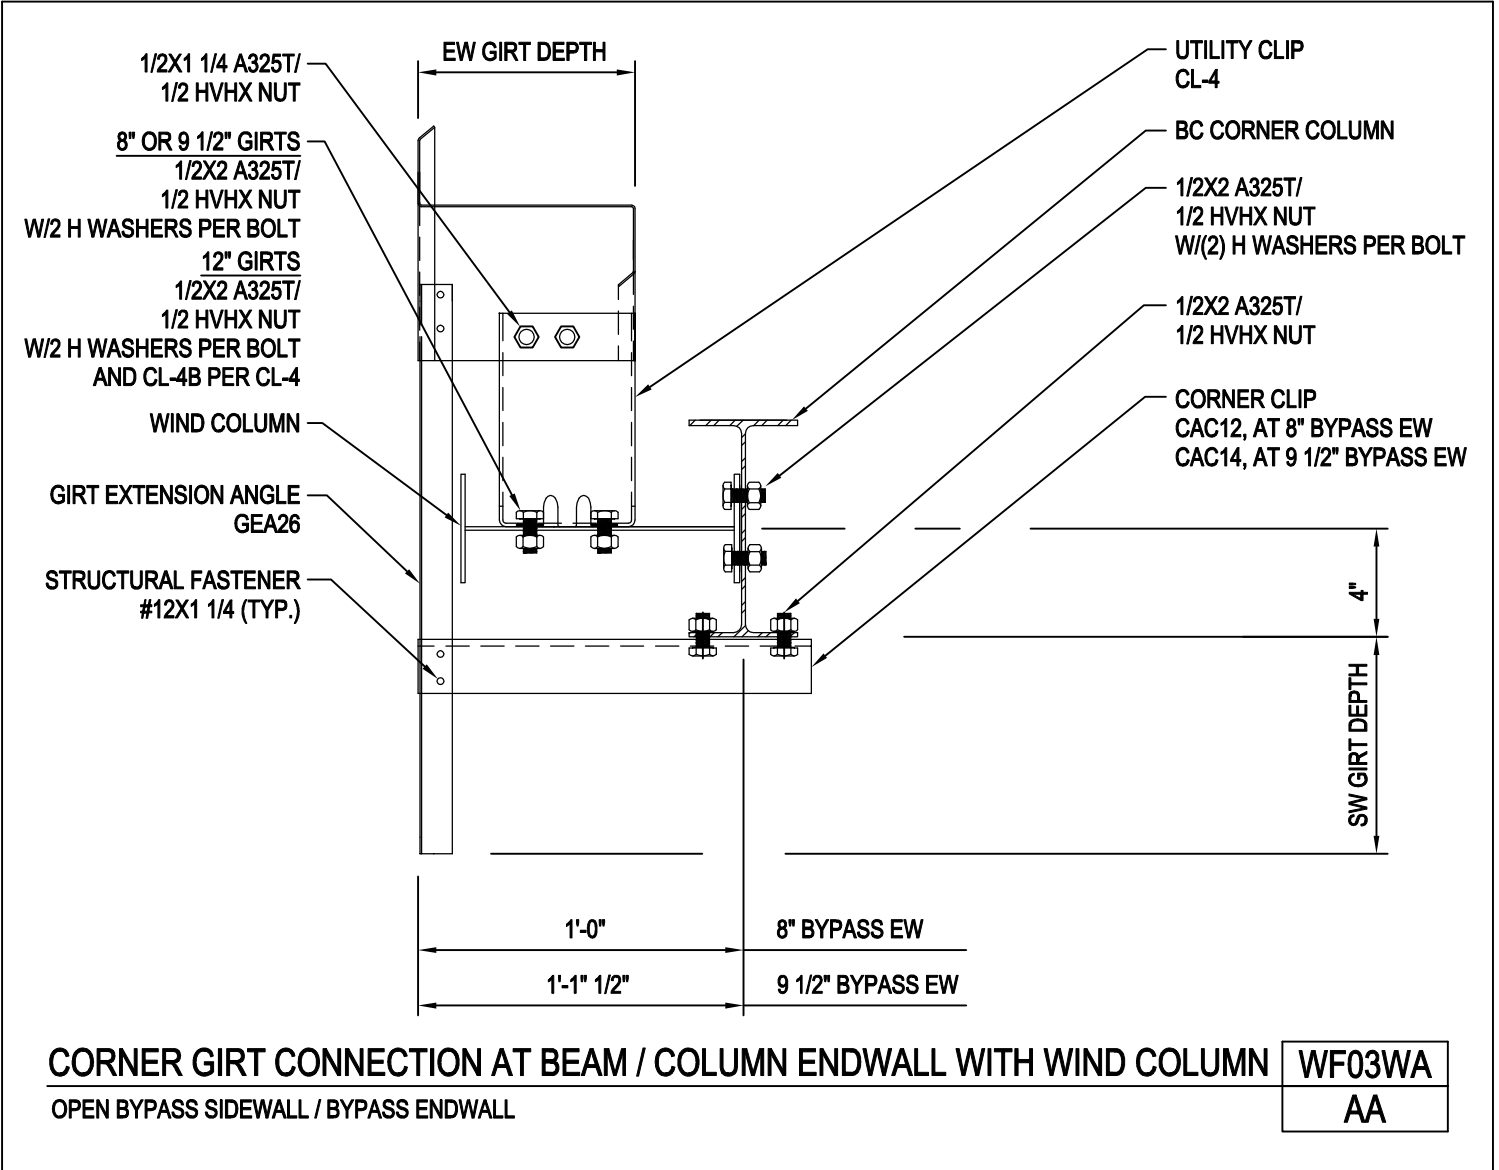 EW GIRT DEPTH
1/2X1 1/4 A325T/
1/2 HVHX NUT
8" OR 9 1/2" GIRTS
1/2X2 A325T/
1/2 HVHX NUT
W/2 H WASHERS PER BOLT
12" GIRTS
1/2X2 A325T/
1/2 HVHX NUT
W/2 H WASHERS PER BOLT
AND CL-4B PER CL-4
WIND COLUMN
GIRT EXTENSION ANGLE
GEA26
STRUCTURAL FASTENER
#12X1 1/4 (TYP.)
UTILITY CLIP
CL-4
BC CORNER COLUMN
1/2X2 A325T/
1/2 HVHX NUT
W/(2) H WASHERS PER BOLT
1/2X2 A325T/
1/2 HVHX NUT
CORNER CLIP
CAC12, AT 8" BYPASS EW
CAC14, AT 9 1/2" BYPASS EW
4"
SW GIRT DEPTH
1'-0"
8" BYPASS EW
1'-1" 1/2"
9 1/2" BYPASS EW
CORNER GIRT CONNECTION AT BEAM / COLUMN ENDWALL WITH WIND COLUMN
WF03WA
OPEN BYPASS SIDEWALL / BYPASS ENDWALL
AA